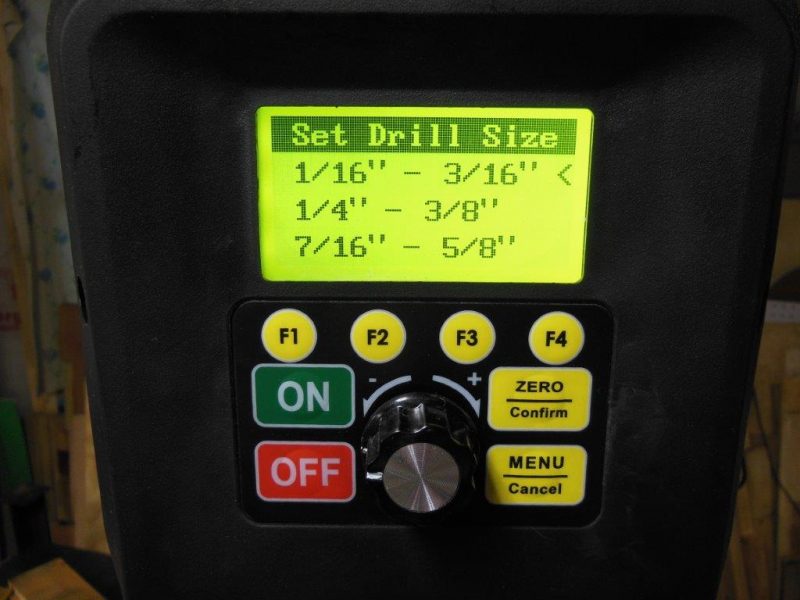 Set Drill Size
1/16" - 3/16" <
1/4" - 3/8"
7/16" - 5/8"
F1 F2 F3 F4
ON
- +
ZERO
Confirm
OFF
MENU
Cancel